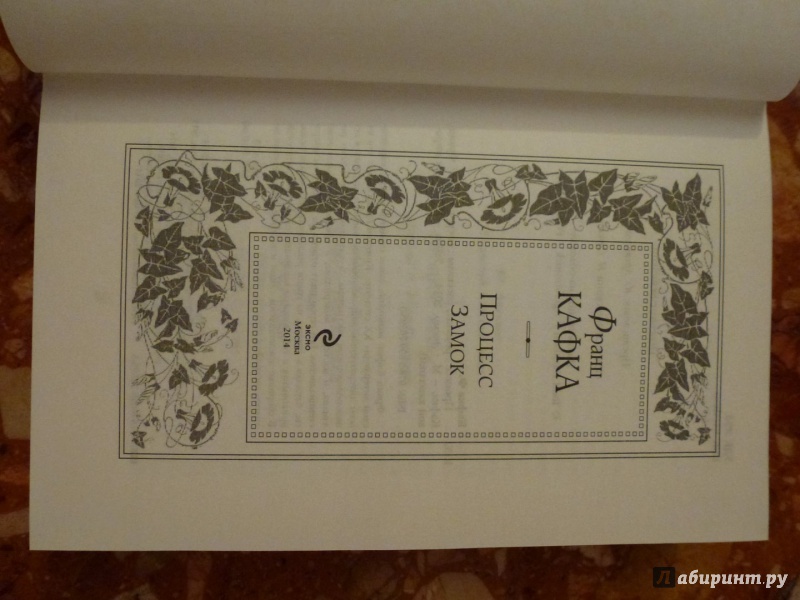 Франц
КАФКА
ПРОЦЕСС
ЗАМОК
ЭКСМО
Москва
2014
Лабиринт.ру